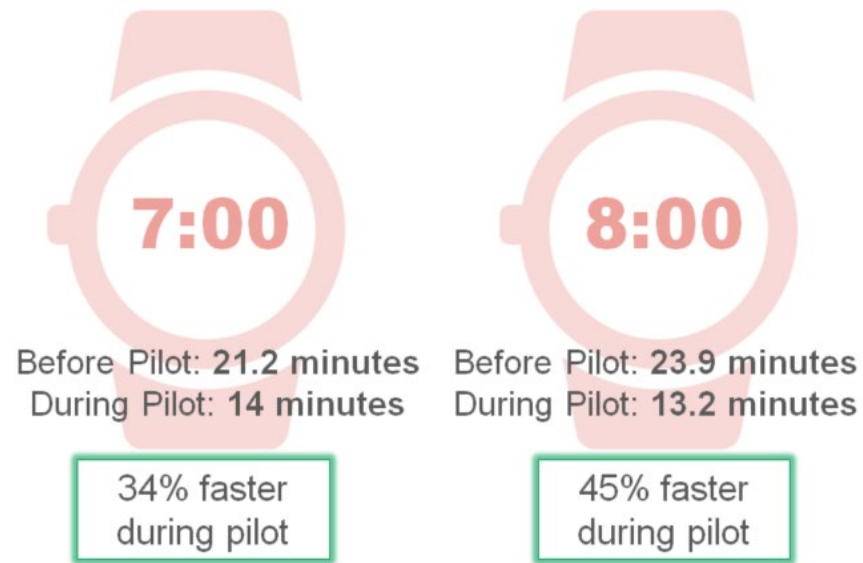 7:00
Before Pilot: 21.2 minutes
During Pilot: 14 minutes
34% faster
during pilot
8:00
Before Pilot: 23.9 minutes
During Pilot: 13.2 minutes
45% faster
during pilot